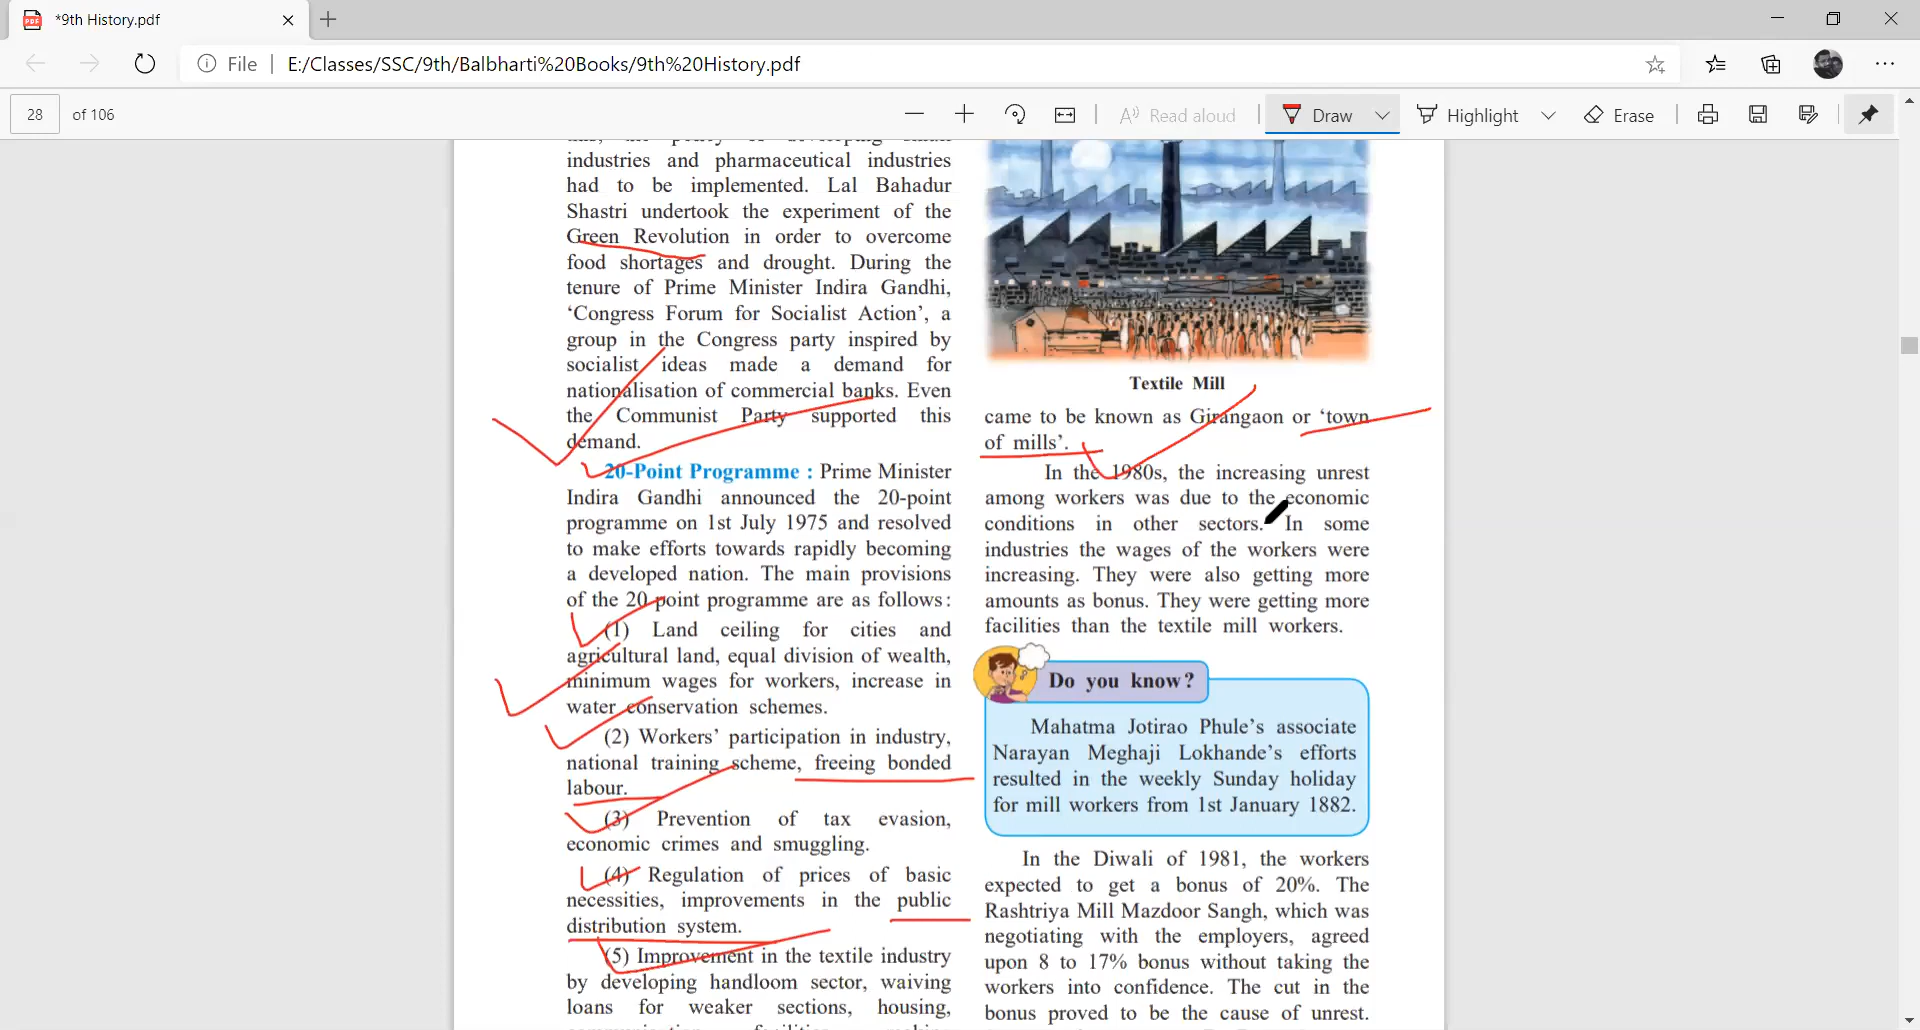 *9th History.pdf
File
E:/Classes/SSC/9th/Balbharti%20Books/9th%20History.pdf
28
of 106
Read aloud
Draw
Highlight
Erase
industries and pharmaceutical industries
had to be implemented. Lal Bahadur
Shastri undertook the experiment of the
Green Revolution in order to overcome
food shortages and drought. During the
tenure of Prime Minister Indira Gandhi,
‘Congress Forum for Socialist Action’, a
group in the Congress party inspired by
socialist ideas made a demand for
nationalisation of commercial banks. Even
the Communist Party supported this
demand.
20-Point Programme : Prime Minister
Indira Gandhi announced the 20-point
programme on 1st July 1975 and resolved
to make efforts towards rapidly becoming
a developed nation. The main provisions
of the 20 point programme are as follows :
(1) Land ceiling for cities and
agricultural land, equal division of wealth,
minimum wages for workers, increase in
water conservation schemes.
(2) Workers’ participation in industry,
national training scheme, freeing bonded
labour.
(3) Prevention of tax evasion,
economic crimes and smuggling.
(4) Regulation of prices of basic
necessities, improvements in the public
distribution system.
(5) Improvement in the textile industry
by developing handloom sector, waiving
loans for weaker sections, housing,
Textile Mill
came to be known as Girangaon or ‘town
of mills’.
In the 1980s, the increasing unrest
among workers was due to the economic
conditions in other sectors. In some
industries the wages of the workers were
increasing. They were also getting more
amounts as bonus. They were getting more
facilities than the textile mill workers.
Do you know?
Mahatma Jotirao Phule’s associate
Narayan Meghaji Lokhande’s efforts
resulted in the weekly Sunday holiday
for mill workers from 1st January 1882.
In the Diwali of 1981, the workers
expected to get a bonus of 20%. The
Rashtriya Mill Mazdoor Sangh, which was
negotiating with the employers, agreed
upon 8 to 17% bonus without taking the
workers into confidence. The cut in the
bonus proved to be the cause of unrest.